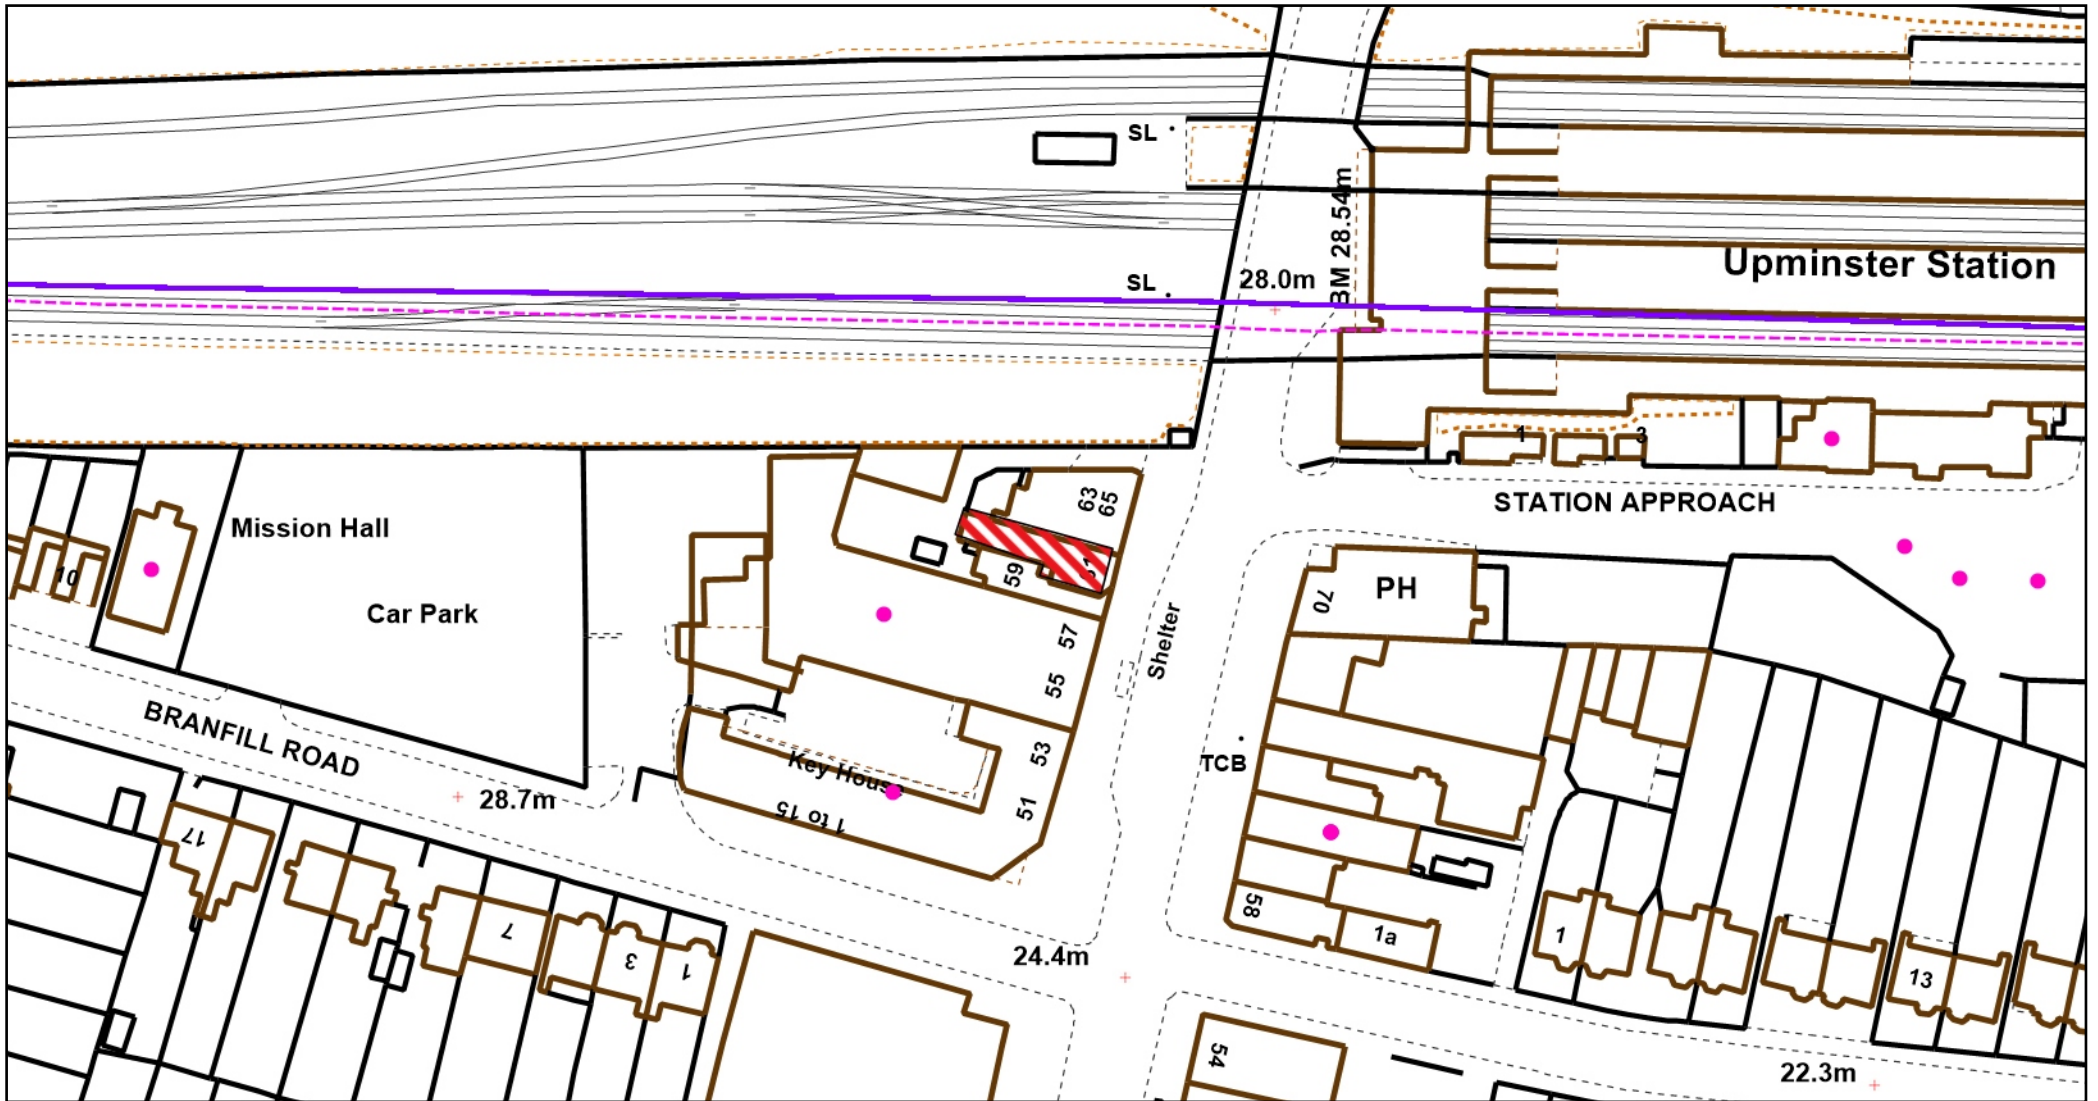 SL
BM 28.54m
Upminster Station
SL
28.0m
1
3
63
65
STATION APPROACH
Mission Hall
10
59
70
PH
Car Park
57
Shelter
55
BRANFILL ROAD
53
TCB
Key House
28.7m
51
1 to 15
17
58
7
3
1
1a
1
24.4m
13
54
22.3m